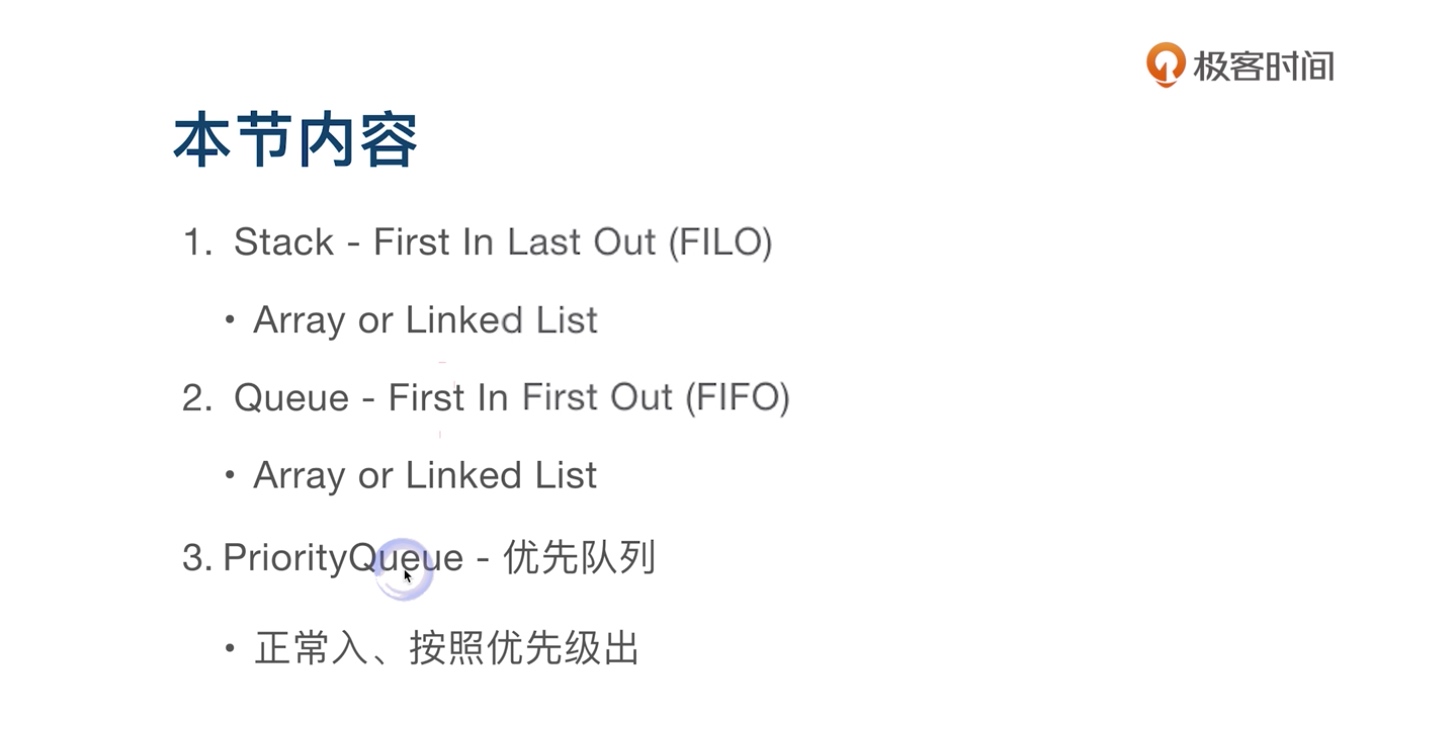 极客时间
本节内容
1. Stack - First In Last Out (FILO)
• Array or Linked List
2. Queue - First In First Out (FIFO)
• Array or Linked List
3. PriorityQueue - 优先队列
• 正常入、按照优先级出